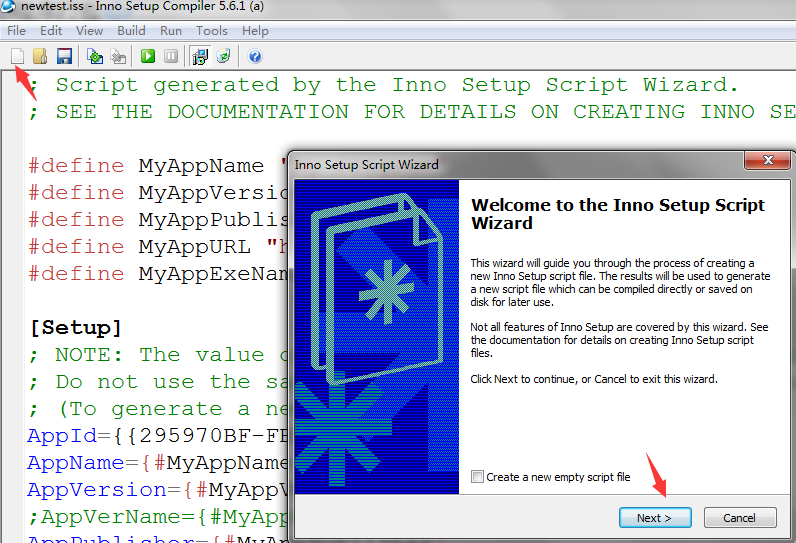 newtest.iss - Inno Setup Compiler 5.6.1 (a)
File Edit View Build Run Tools Help
; Script generated by the Inno Setup Script Wizard.
; SEE THE DOCUMENTATION FOR DETAILS ON CREATING INNO SE
#define MyAppName "
#define MyAppVersio
#define MyAppPublis
#define MyAppURL "h
#define MyAppExeNam
[Setup]
; NOTE: The value o
; Do not use the sa
; (To generate a ne
AppId={{295970BF-FE
AppName={#MyAppName
AppVersion={#MyAppV
;AppVerName={#MyApp
AppPublisher={#MyAp
Inno Setup Script Wizard
Welcome to the Inno Setup Script
Wizard
This wizard will guide you through the process of creating a
new Inno Setup script file. The results will be used to generate
a new script file which can be compiled directly or saved on
disk for later use.
Not all features of Inno Setup are covered by this wizard. See
the documentation for details on creating Inno Setup script
files.
Click Next to continue, or Cancel to exit this wizard.
Create a new empty script file
Next > Cancel